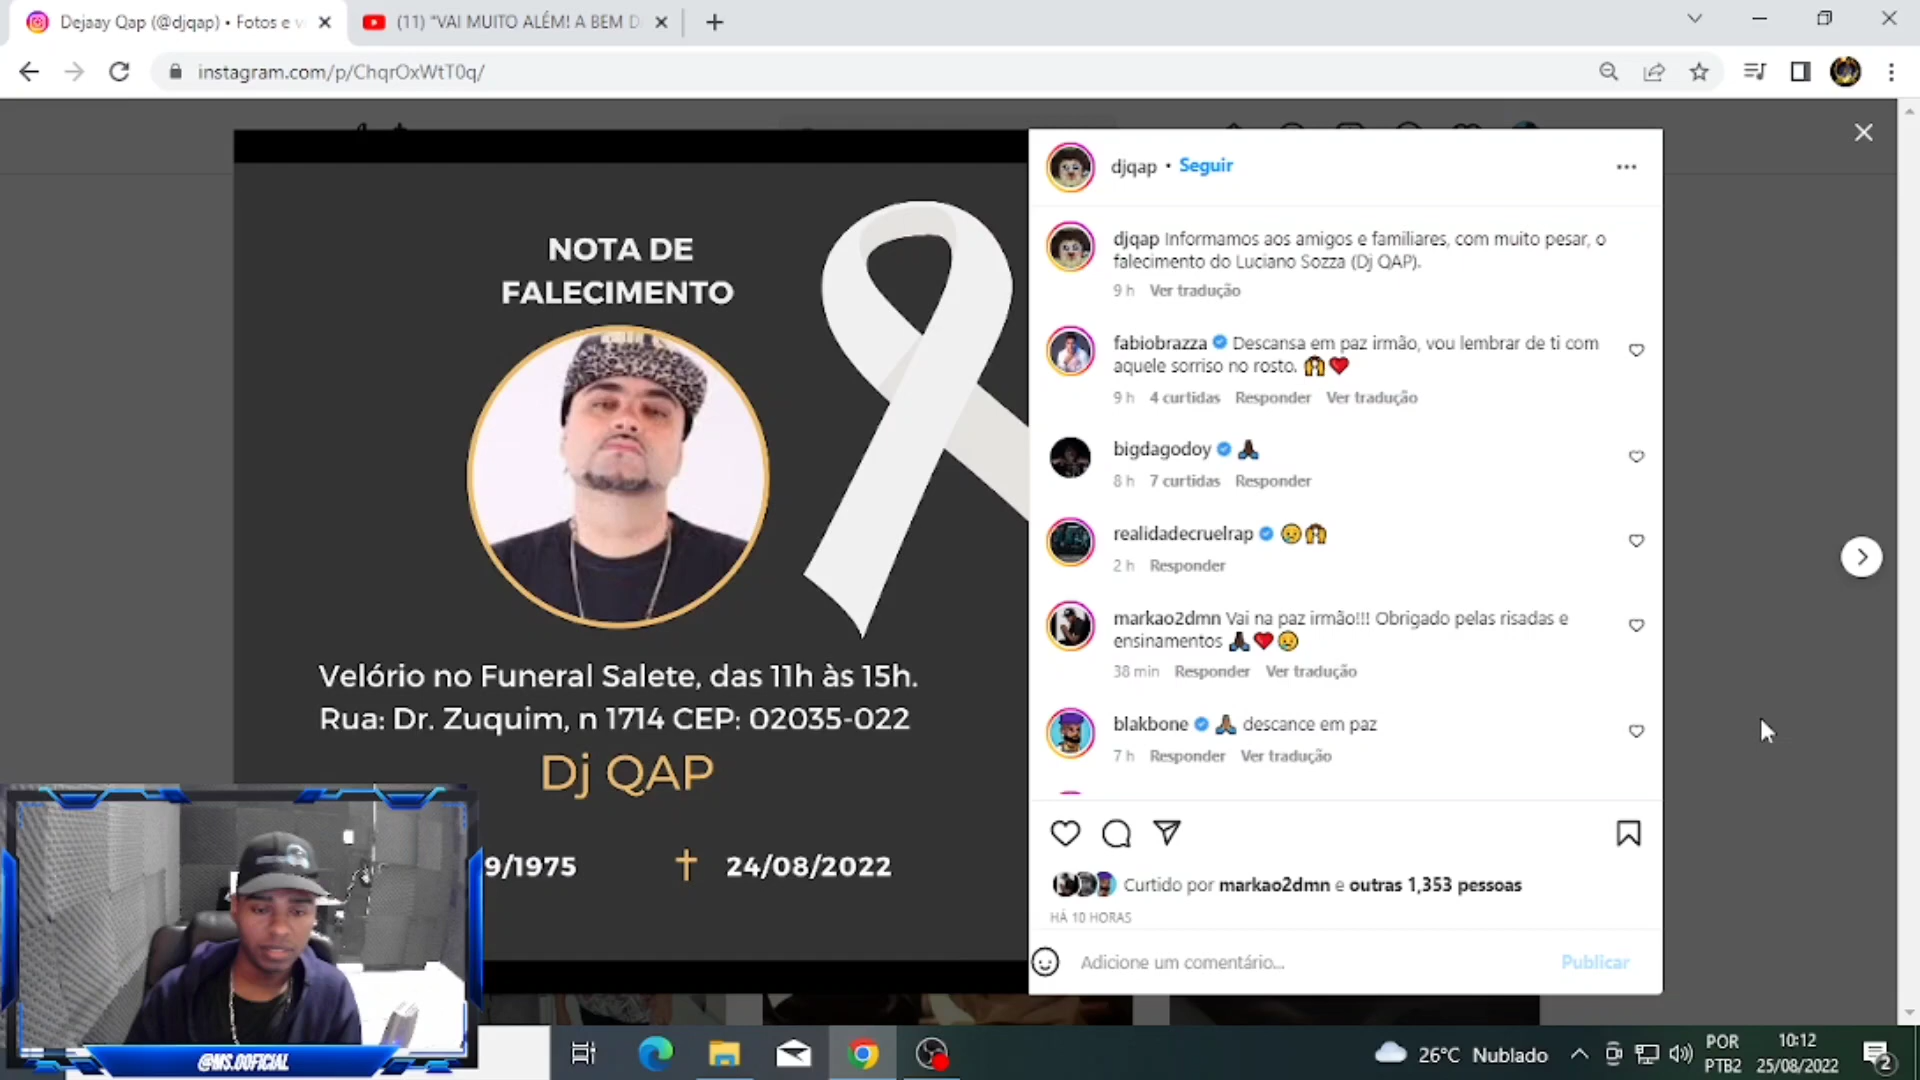 Dejaay Qap (@djqap) • Fotos e v
(11) "VAI MUITO ALÉM! A BEM D
instagram.com/p/ChqrOxWtT0q/
NOTA DE
FALECIMENTO
Velório no Funeral Salete, das 11h às 15h.
Rua: Dr. Zuquim, n 1714 CEP: 02035-022
Dj QAP
9/1975
24/08/2022
djqap • Seguir
djqap Informamos aos amigos e familiares, com muito pesar, o
falecimento do Luciano Sozza (Dj QAP).
9 h Ver tradução
fabiobrazza Descansa em paz irmão, vou lembrar de ti com
aquele sorriso no rosto. 🙌❤️
9 h 4 curtidas Responder Ver tradução
bigdagodoy 🙏🏿
8 h 7 curtidas Responder
realidadecruelrap 😢🙌
2 h Responder
markao2dmn Vai na paz irmão!!! Obrigado pelas risadas e
ensinamentos 🙏🏿❤️😢
38 min Responder Ver tradução
blakbone 🙏🏽 descance em paz
7 h Responder Ver tradução
Curtido por markao2dmn e outras 1,353 pessoas
HÁ 10 HORAS
Adicione um comentário...
Publicar
@MS.OOFICIAL
26°C Nublado
POR
PTB2
10:12
25/08/2022
2